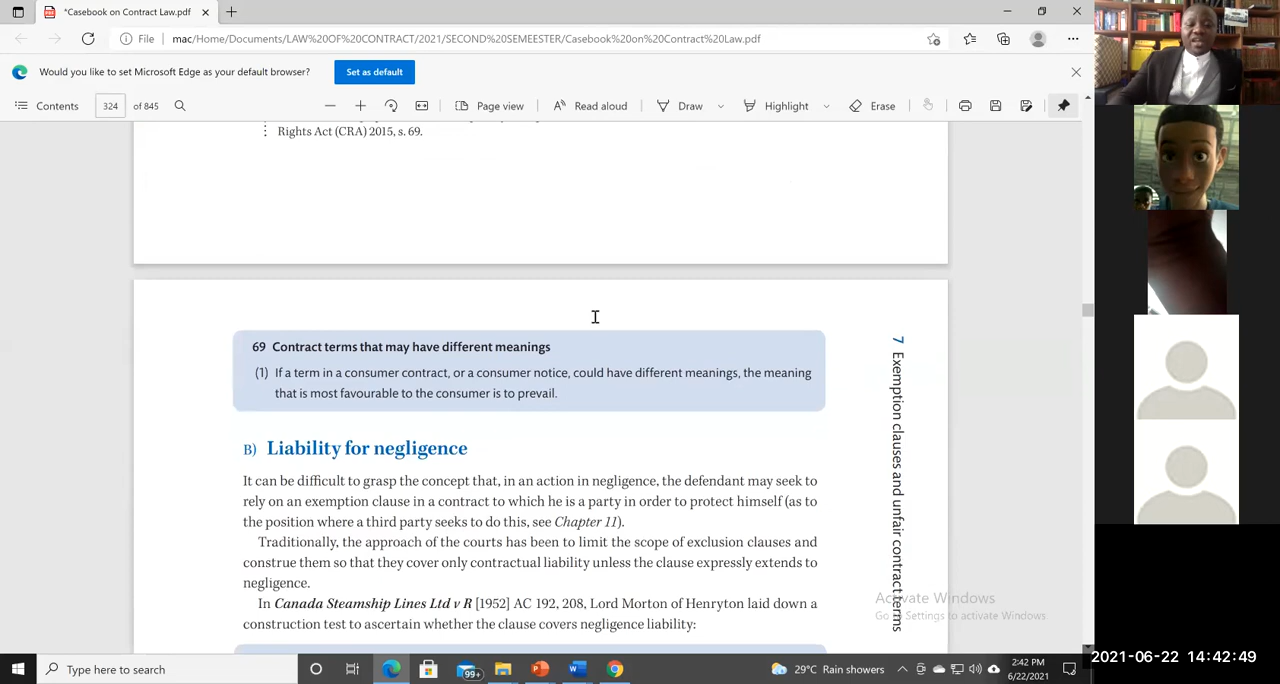 *Casebook on Contract Law.pdf
File
mac/Home/Documents/LAW%20OF%20CONTRACT/2021/SECOND%20SEMEESTER/Casebook%20on%20Contract%20Law.pdf
Would you like to set Microsoft Edge as your default browser?
Set as default
Contents
324
of 845
Page view
Read aloud
Draw
Highlight
Erase
Rights Act (CRA) 2015, s. 69.
69 Contract terms that may have different meanings
(1) If a term in a consumer contract, or a consumer notice, could have different meanings, the meaning
that is most favourable to the consumer is to prevail.
B) Liability for negligence
It can be difficult to grasp the concept that, in an action in negligence, the defendant may seek to
rely on an exemption clause in a contract to which he is a party in order to protect himself (as to
the position where a third party seeks to do this, see Chapter 11).
Traditionally, the approach of the courts has been to limit the scope of exclusion clauses and
construe them so that they cover only contractual liability unless the clause expressly extends to
negligence.
In Canada Steamship Lines Ltd v R [1952] AC 192, 208, Lord Morton of Henryton laid down a
construction test to ascertain whether the clause covers negligence liability:
7 Exemption clauses and unfair contract terms
Activate Windows
Go to Settings to activate Windows
Type here to search
99+
29°C Rain showers
2:42 PM
6/22/2021
2021-06-22 14:42:49